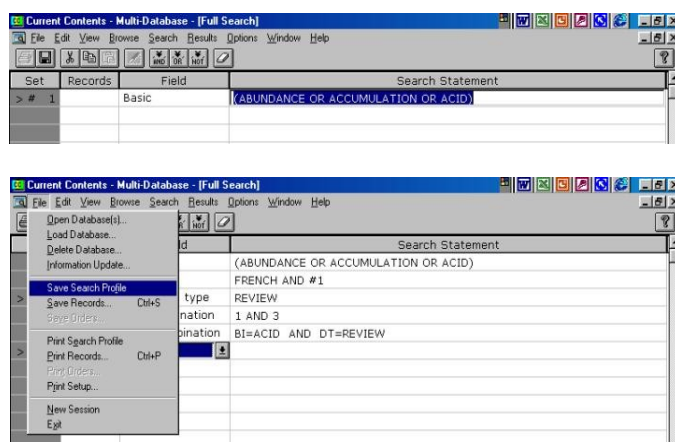 Current Contents - Multi-Database - [Full Search]
File Edit View Browse Search Results Options Window Help
AND OR NOT ?
Set Records Field Search Statement
> # 1 Basic (ABUNDANCE OR ACCUMULATION OR ACID)
Current Contents - Multi-Database - [Full Search]
File Edit View Browse Search Results Options Window Help
Open Database(s)...
Load Database...
Delete Database...
Information Update...
Save Search Profile
Save Records... Ctrl+S
Save Orders...
Print Search Profile
Print Records... Ctrl+P
Print Orders...
Print Setup...
New Session
Exit
ld Search Statement
(ABUNDANCE OR ACCUMULATION OR ACID)
FRENCH AND #1
> type REVIEW
nation 1 AND 3
bination BI=ACID AND DT=REVIEW
>